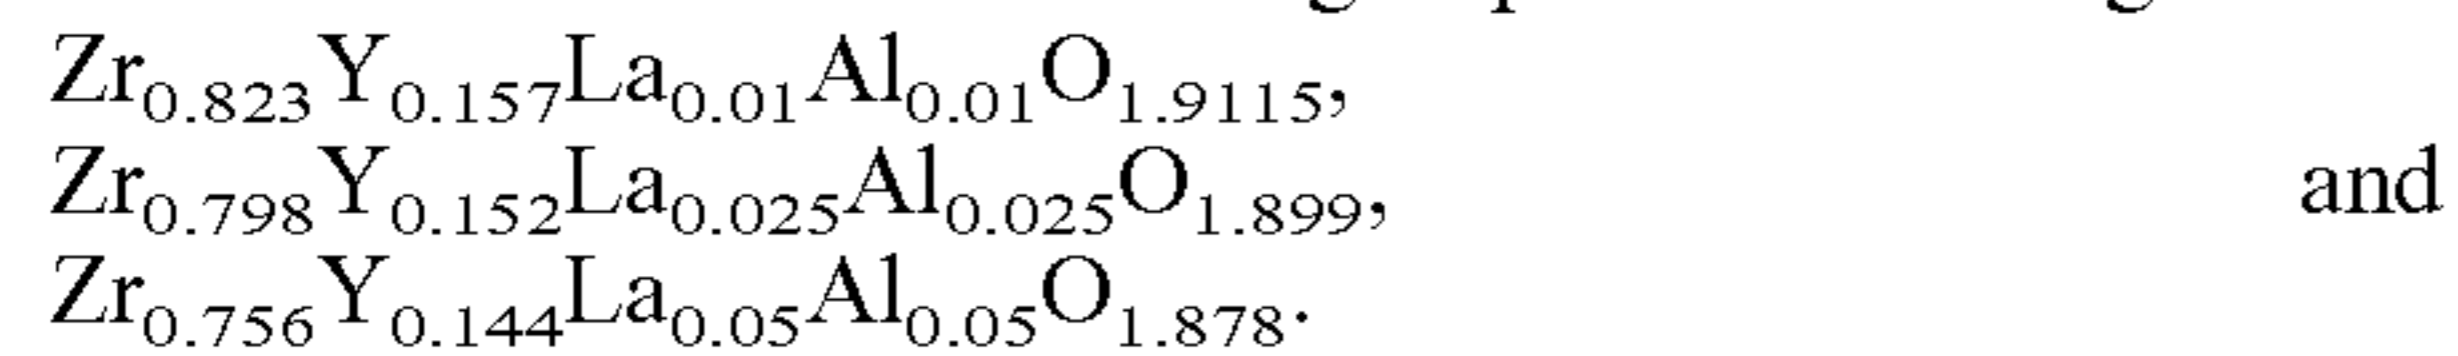 Zr0.823Y0.157La0.01Al0.01O1.9115,
Zr0.798Y0.152La0.025Al0.025O1.899, and
Zr0.756Y0.144La0.05Al0.05O1.878.